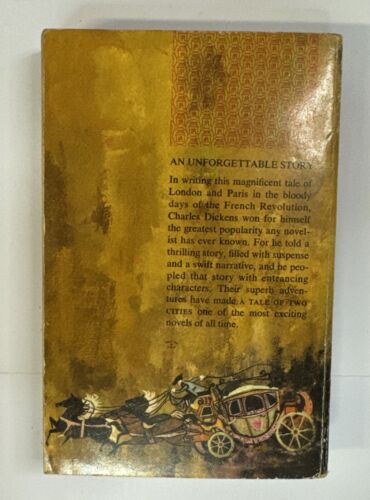 AN UNFORGETTABLE STORY
In writing this magnificent tale of
London and Paris in the bloody
days of the French Revolution,
Charles Dickens won for himself
the greatest popularity any novel-
ist has ever known. For he told a
thrilling story, filled with suspense
and a swift narrative, and he peo-
pled that story with entrancing
characters. Their superb adven-
tures have made A TALE OF TWO
CITIES one of the most exciting
novels of all time.